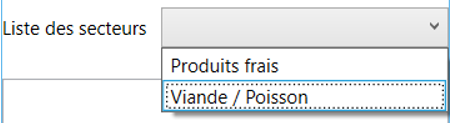 Liste des secteurs
Produits frais
Viande / Poisson